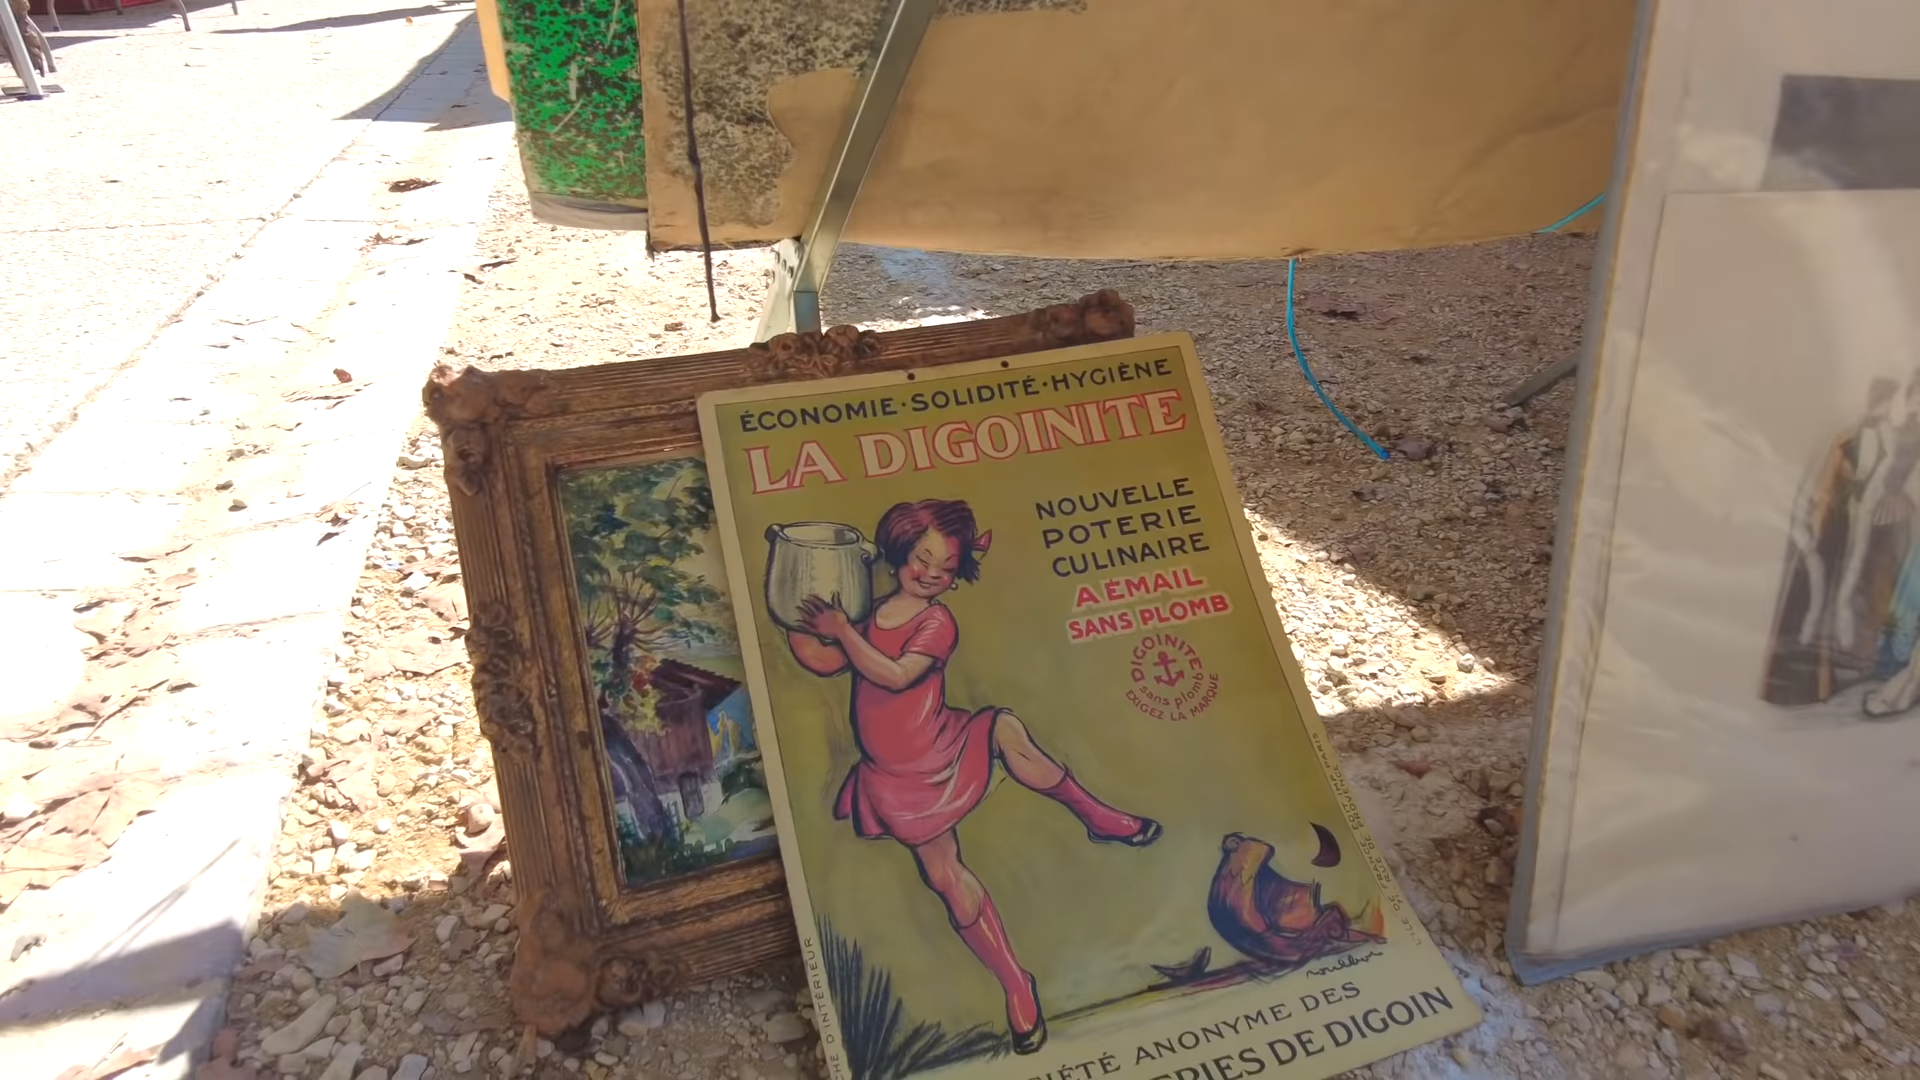 ÉCONOMIE·SOLIDITÉ·HYGIÈNE
LA DIGOINITE
NOUVELLE
POTERIE
CULINAIRE
A ÉMAIL
SANS PLOMB
DIGOINITE
sans plomb
EXIGEZ LA MARQUE
D'INTÉRIEUR
ANONYME DES
DE DIGOIN